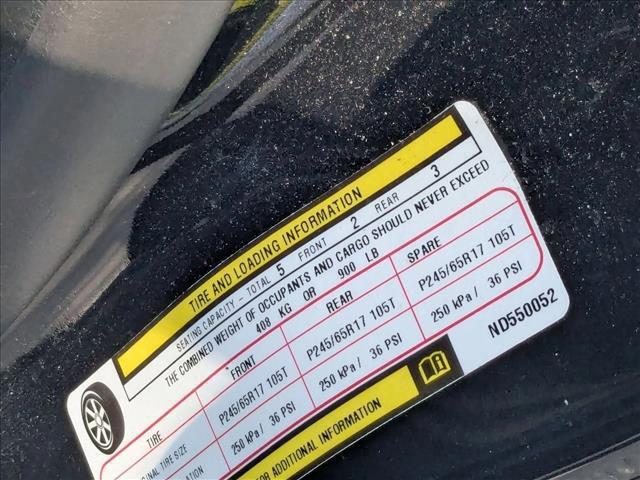 TIRE AND LOADING INFORMATION
SEATING CAPACITY - TOTAL 5 FRONT 2 REAR 3
THE COMBINED WEIGHT OF OCCUPANTS AND CARGO SHOULD NEVER EXCEED
408 KG OR 900 LB
TIRE FRONT REAR SPARE
TIRE SIZE P245/65R17 105T P245/65R17 105T P245/65R17 105T
250 kPa / 36 PSI 250 kPa / 36 PSI 250 kPa / 36 PSI
FOR ADDITIONAL INFORMATION
ND550052